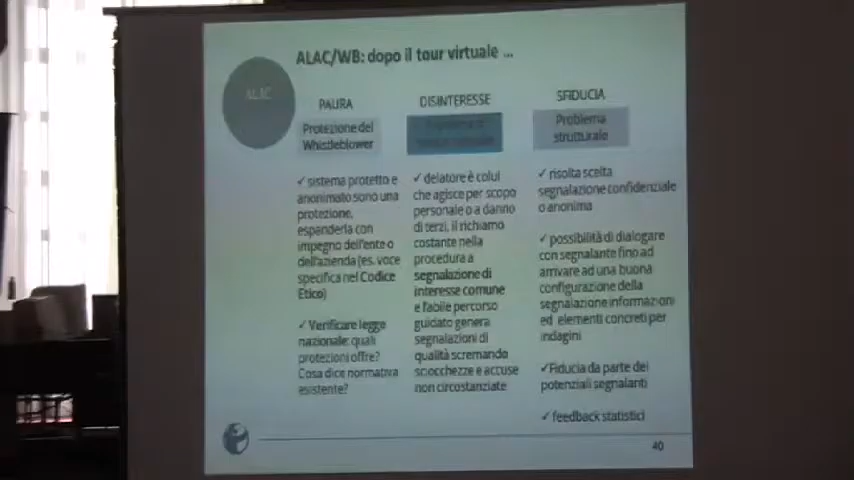 ALAC/WB: dopo il tour virtuale ...
ALAC
PAURA
Protezione del
Whistleblower
✓ sistema protetto e
anonimato sono una
protezione,
espanderla con
impegno dell'ente o
dell'azienda (es. voce
specifica nel Codice
Etico)
✓ Verificare legge
nazionale: quali
protezioni offre?
Cosa dice normativa
esistente?
DISINTERESSE
✓ delatore è colui
che agisce per scopo
personale o a danno
di terzi, il richiamo
costante nella
procedura a
segnalazione di
interesse comune
e l'abile percorso
guidato genera
segnalazioni di
qualità scremando
sciocchezze e accuse
non circostanziate
SFIDUCIA
Problema
strutturale
✓ risolta scelta
segnalazione confidenziale
o anonima
✓ possibilità di dialogare
con segnalante fino ad
arrivare ad una buona
configurazione della
segnalazione informazioni
ed elementi concreti per
indagini
✓Fiducia da parte dei
potenziali segnalanti
✓ feedback statistici
40